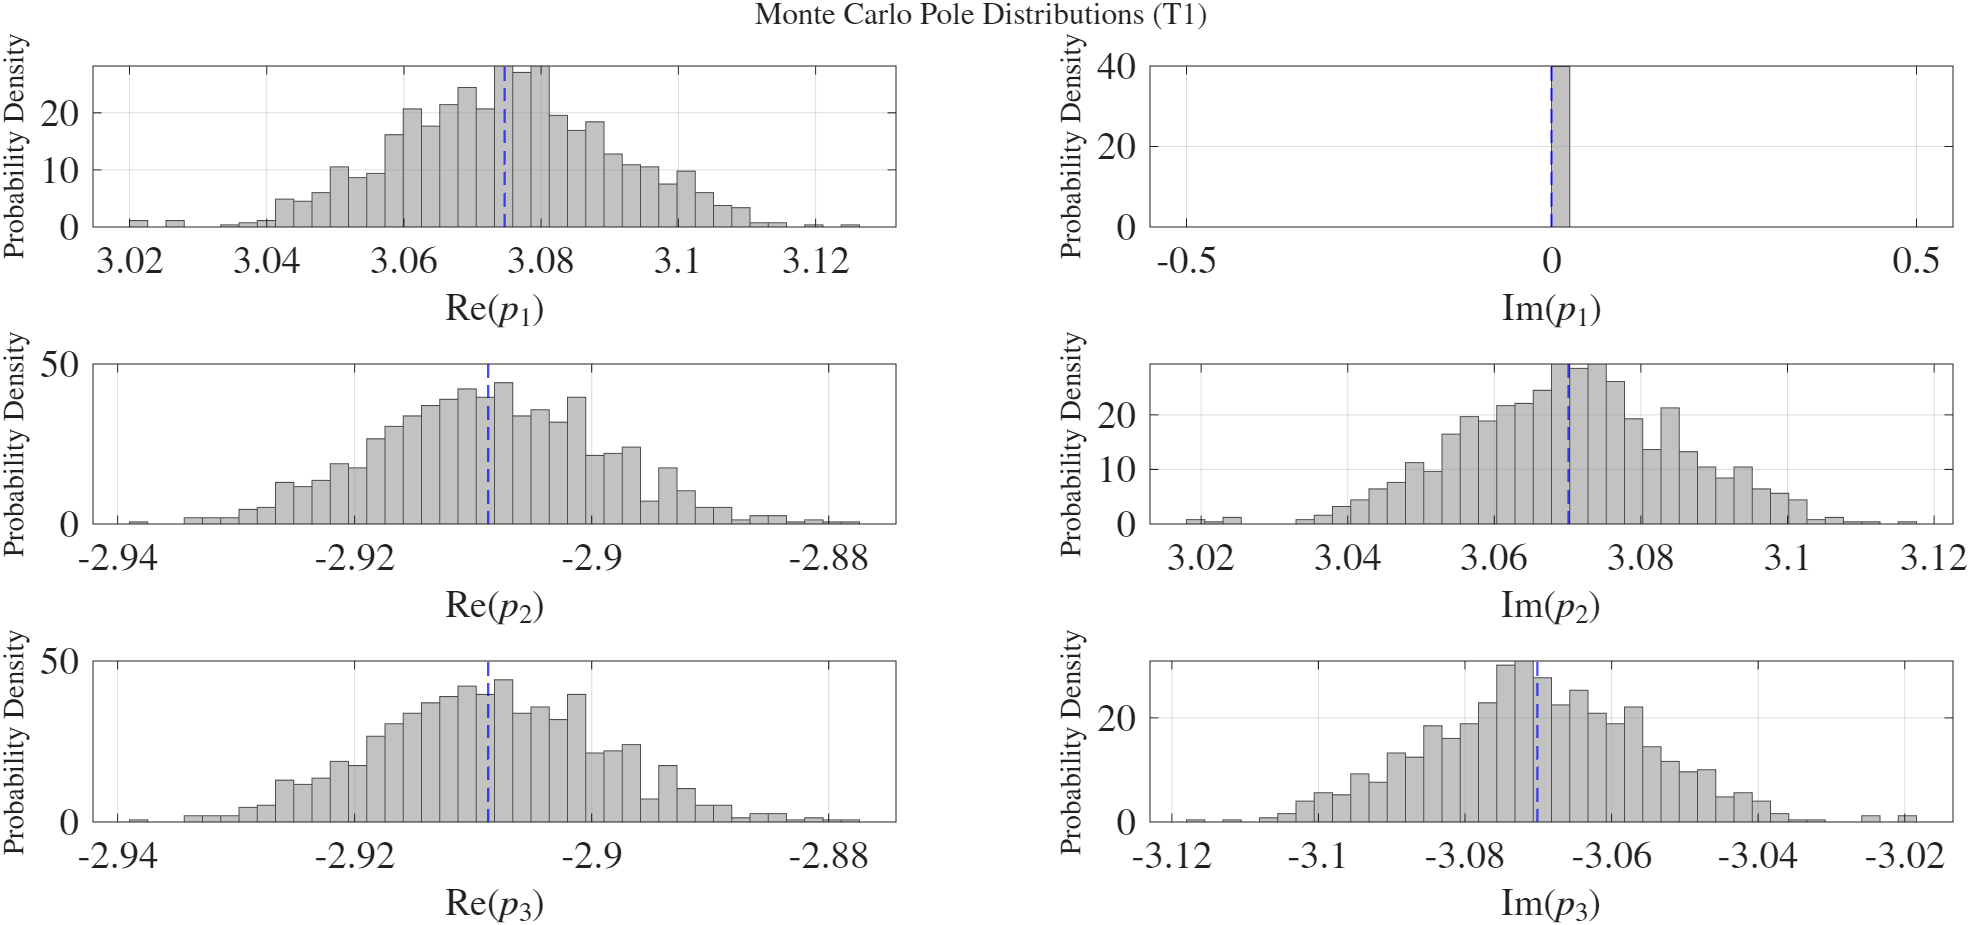 Monte Carlo Pole Distributions (T1)
Probability Density
20
10
0
3.02 3.04 3.06 3.08 3.1 3.12
Re(p1)
Probability Density
40
20
0
-0.5 0 0.5
Im(p1)
Probability Density
50
0
-2.94 -2.92 -2.9 -2.88
Re(p2)
Probability Density
20
10
0
3.02 3.04 3.06 3.08 3.1 3.12
Im(p2)
Probability Density
50
0
-2.94 -2.92 -2.9 -2.88
Re(p3)
Probability Density
20
0
-3.12 -3.1 -3.08 -3.06 -3.04 -3.02
Im(p3)